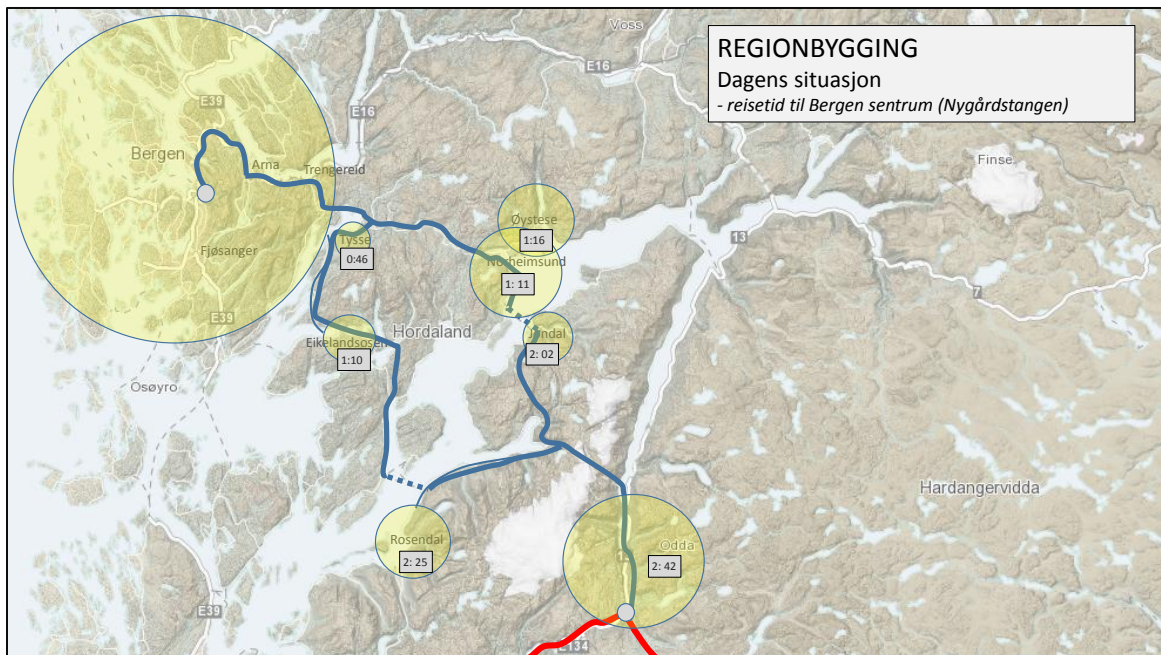 Voss
REGIONBYGGING
Dagens situasjon
- reisetid til Bergen sentrum (Nygårdstangen)
E16
E39
E16
Bergen
Arna
Trengereid
Finse
Øystese
1:16
13
Tysse
0:46
Fjøsanger
Norheimsund
1: 11
7
E39
Hordaland
Jondal
2: 02
Eikelandsosen
1:10
Osøyro
Hardangervidda
Rosendal
2: 25
Odda
2: 42
E39
E134